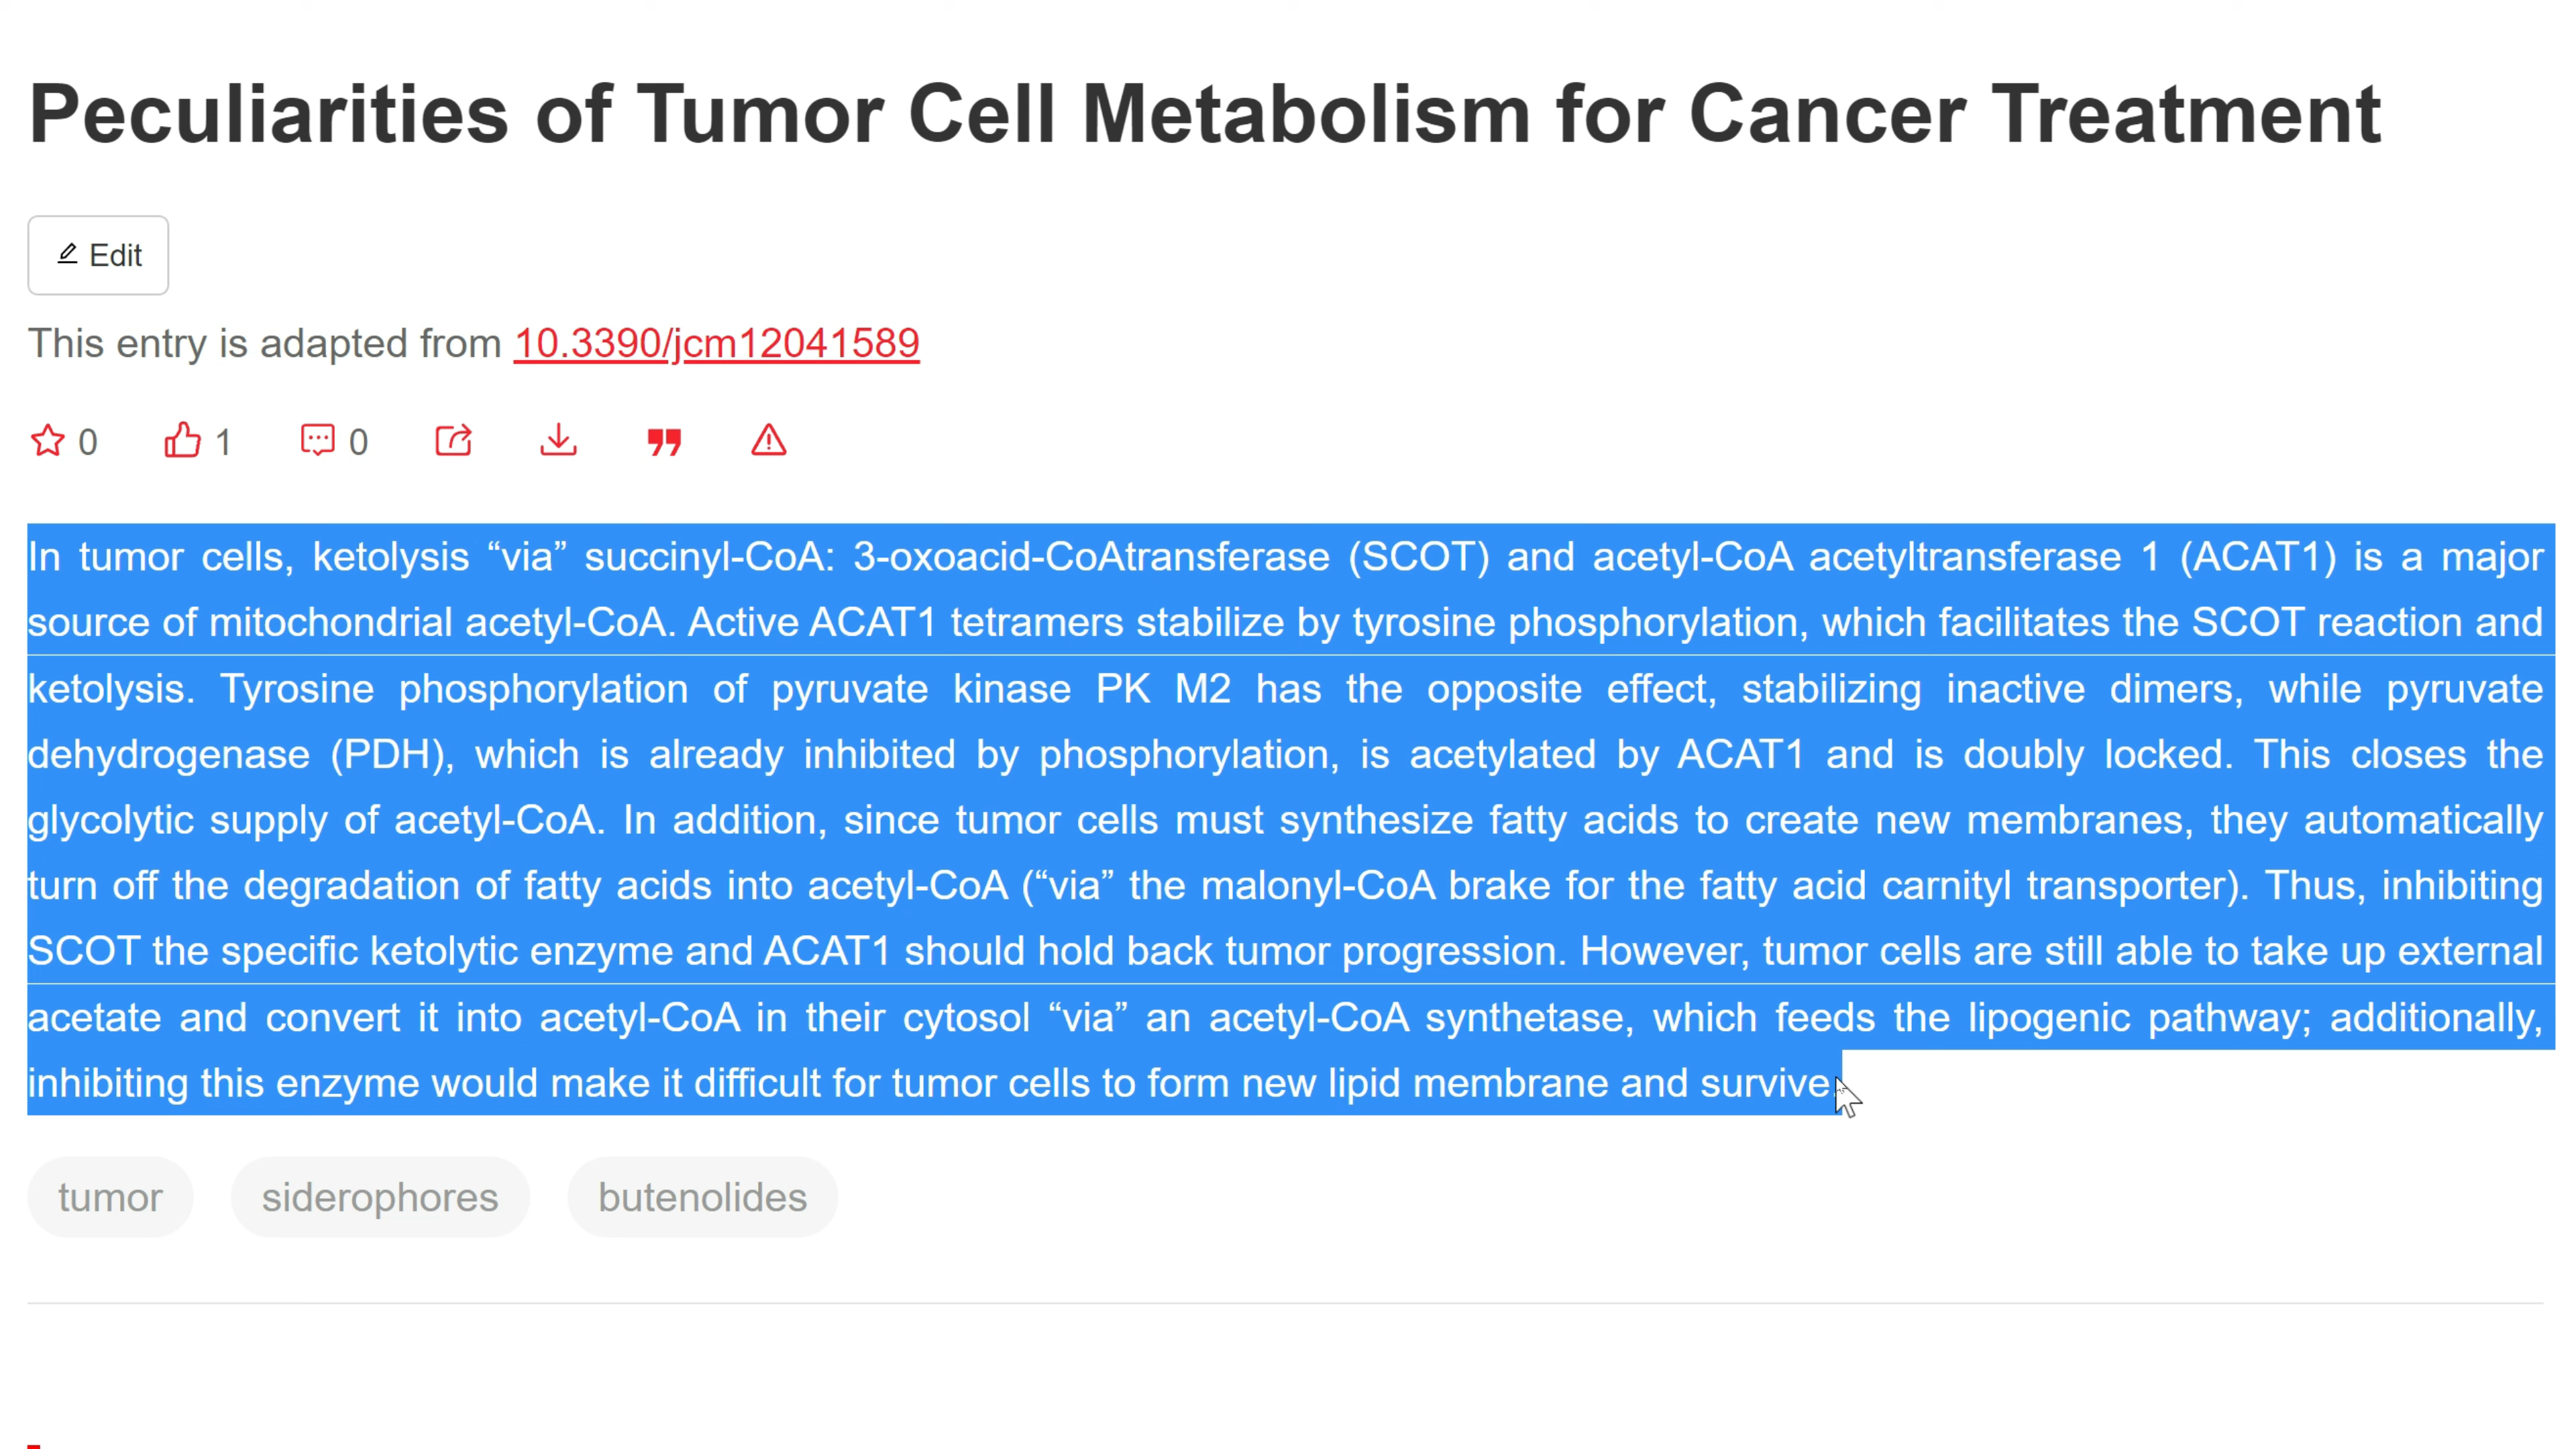 Peculiarities of Tumor Cell Metabolism for Cancer Treatment
Edit
This entry is adapted from 10.3390/jcm12041589
0 1 0
In tumor cells, ketolysis “via” succinyl-CoA: 3-oxoacid-CoAtransferase (SCOT) and acetyl-CoA acetyltransferase 1 (ACAT1) is a major
source of mitochondrial acetyl-CoA. Active ACAT1 tetramers stabilize by tyrosine phosphorylation, which facilitates the SCOT reaction and
ketolysis. Tyrosine phosphorylation of pyruvate kinase PK M2 has the opposite effect, stabilizing inactive dimers, while pyruvate
dehydrogenase (PDH), which is already inhibited by phosphorylation, is acetylated by ACAT1 and is doubly locked. This closes the
glycolytic supply of acetyl-CoA. In addition, since tumor cells must synthesize fatty acids to create new membranes, they automatically
turn off the degradation of fatty acids into acetyl-CoA (“via” the malonyl-CoA brake for the fatty acid carnityl transporter). Thus, inhibiting
SCOT the specific ketolytic enzyme and ACAT1 should hold back tumor progression. However, tumor cells are still able to take up external
acetate and convert it into acetyl-CoA in their cytosol “via” an acetyl-CoA synthetase, which feeds the lipogenic pathway; additionally,
inhibiting this enzyme would make it difficult for tumor cells to form new lipid membrane and survive.
tumor siderophores butenolides